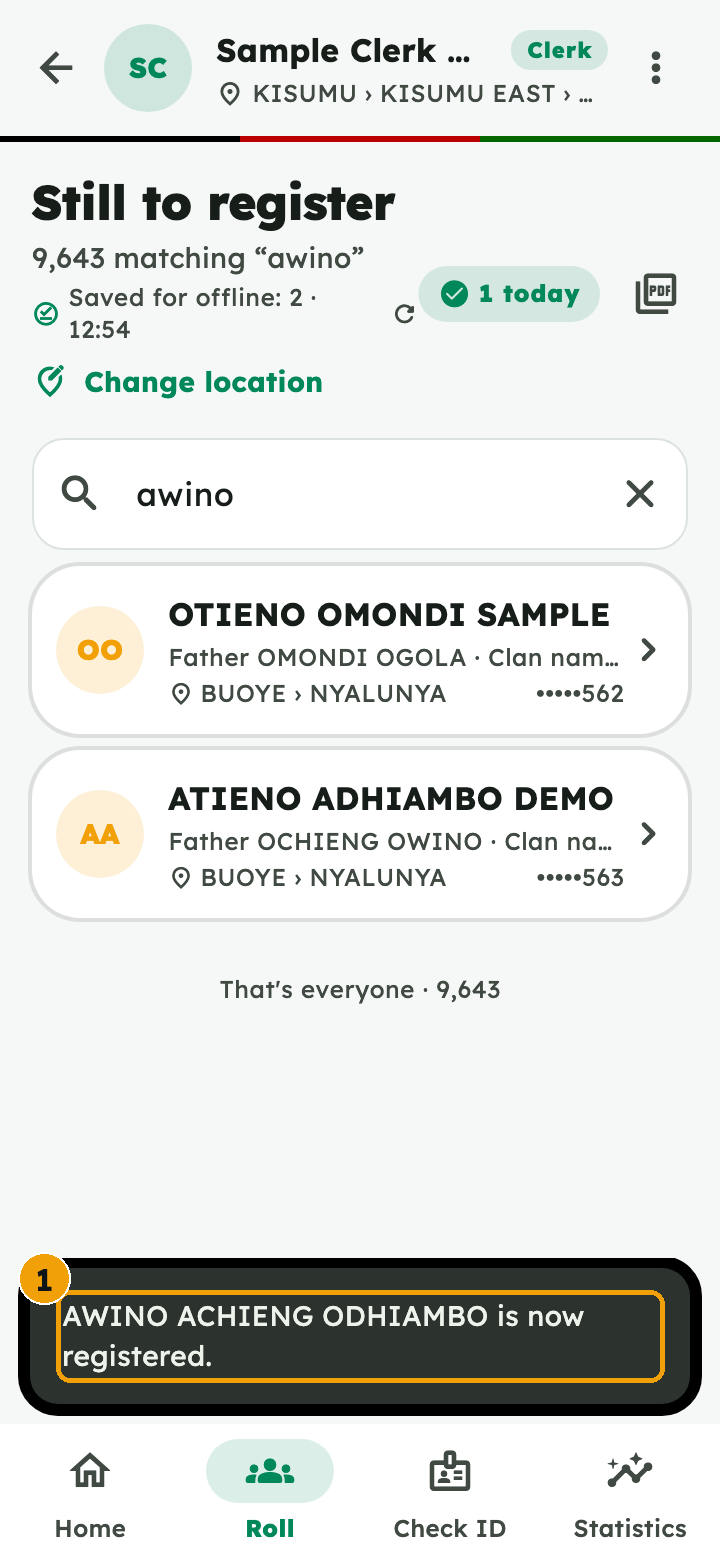 SC
Sample Clerk ...
Clerk
KISUMU › KISUMU EAST › ...
Still to register
9,643 matching “awino”
Saved for offline: 2 ·
12:54
1 today
PDF
Change location
awino
OO
OTIENO OMONDI SAMPLE
Father OMONDI OGOLA · Clan nam...
BUOYE › NYALUNYA
•••••562
AA
ATIENO ADHIAMBO DEMO
Father OCHIENG OWINO · Clan na...
BUOYE › NYALUNYA
•••••563
That's everyone · 9,643
1
AWINO ACHIENG ODHIAMBO is now
registered.
Home
Roll
Check ID
Statistics